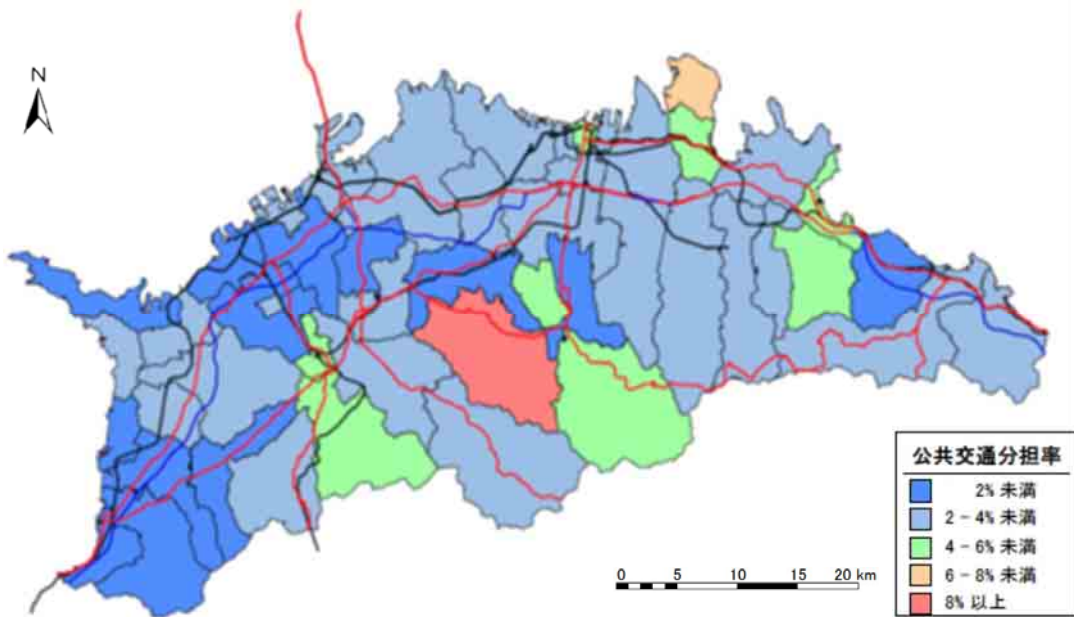 N
公共交通分担率
2% 未満
2 - 4% 未満
4 - 6% 未満
6 - 8% 未満
8% 以上
0 5 10 15 20 km